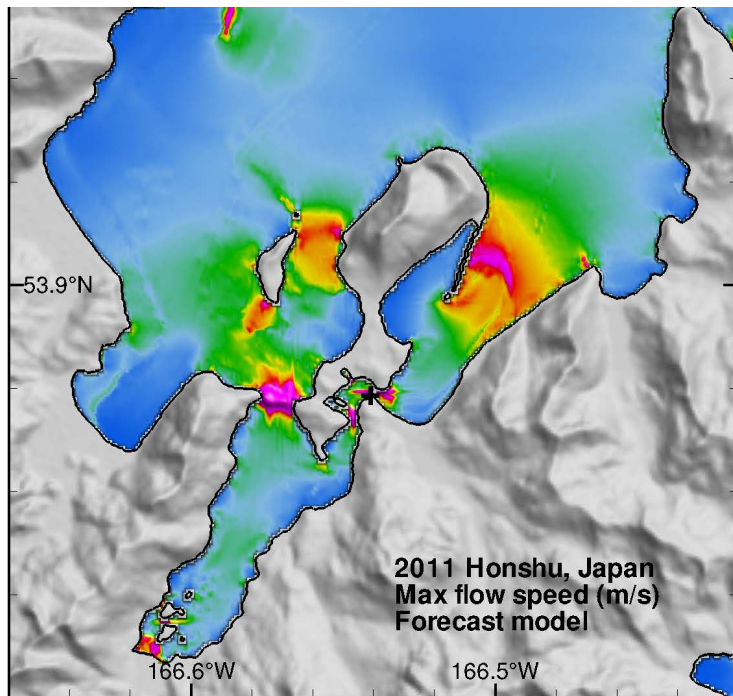 53.9°N
2011 Honshu, Japan
Max flow speed (m/s)
Forecast model
166.6°W 166.5°W